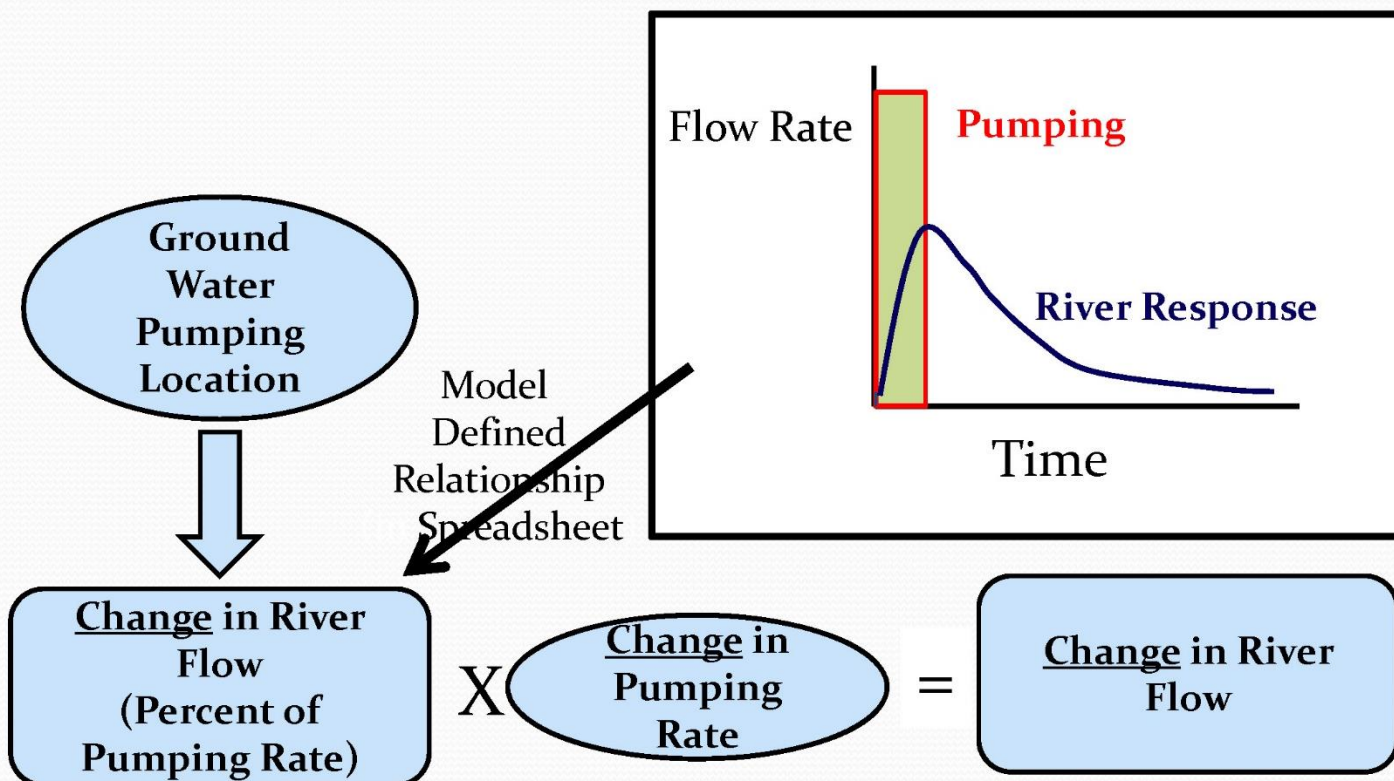 Flow Rate
Pumping
River Response
Time
Ground
Water
Pumping
Location
Model
Defined
Relationship
Spreadsheet
Change in River
Flow
(Percent of
Pumping Rate)
X
Change in
Pumping
Rate
=
Change in River
Flow